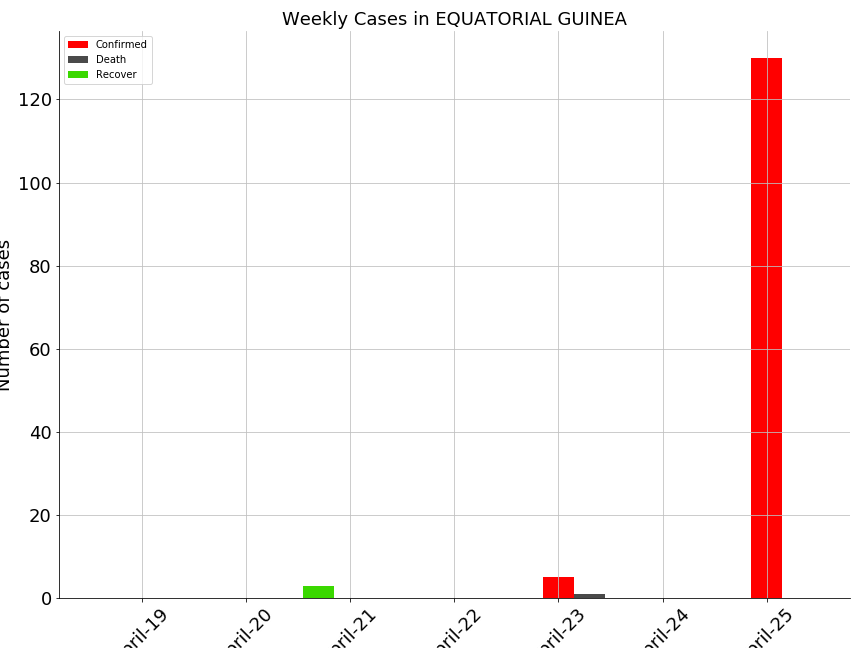 Weekly Cases in EQUATORIAL GUINEA
Confirmed
Death
Recover
120
100
80
60
40
20
0
Number of cases
pril-19
pril-20
pril-21
pril-22
pril-23
pril-24
pril-25